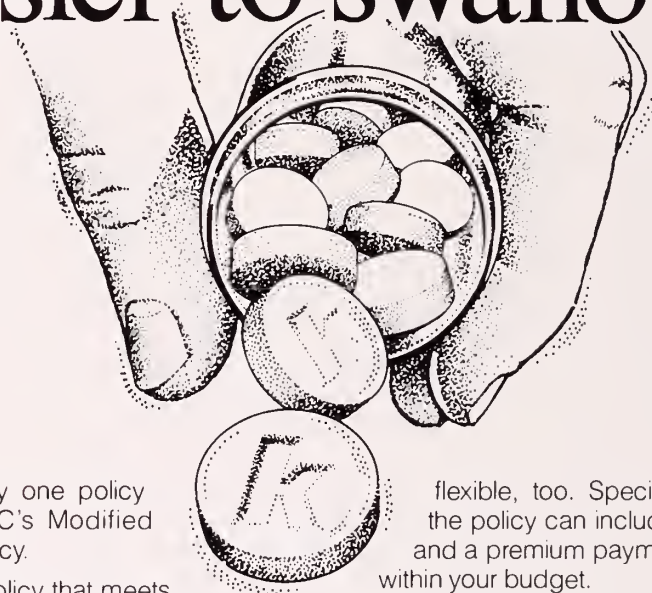 sier to swallo
y one policy
C's Modified
cy.
olicy that meets
flexible, too. Speci
the policy can includ
and a premium paym
within your budget.